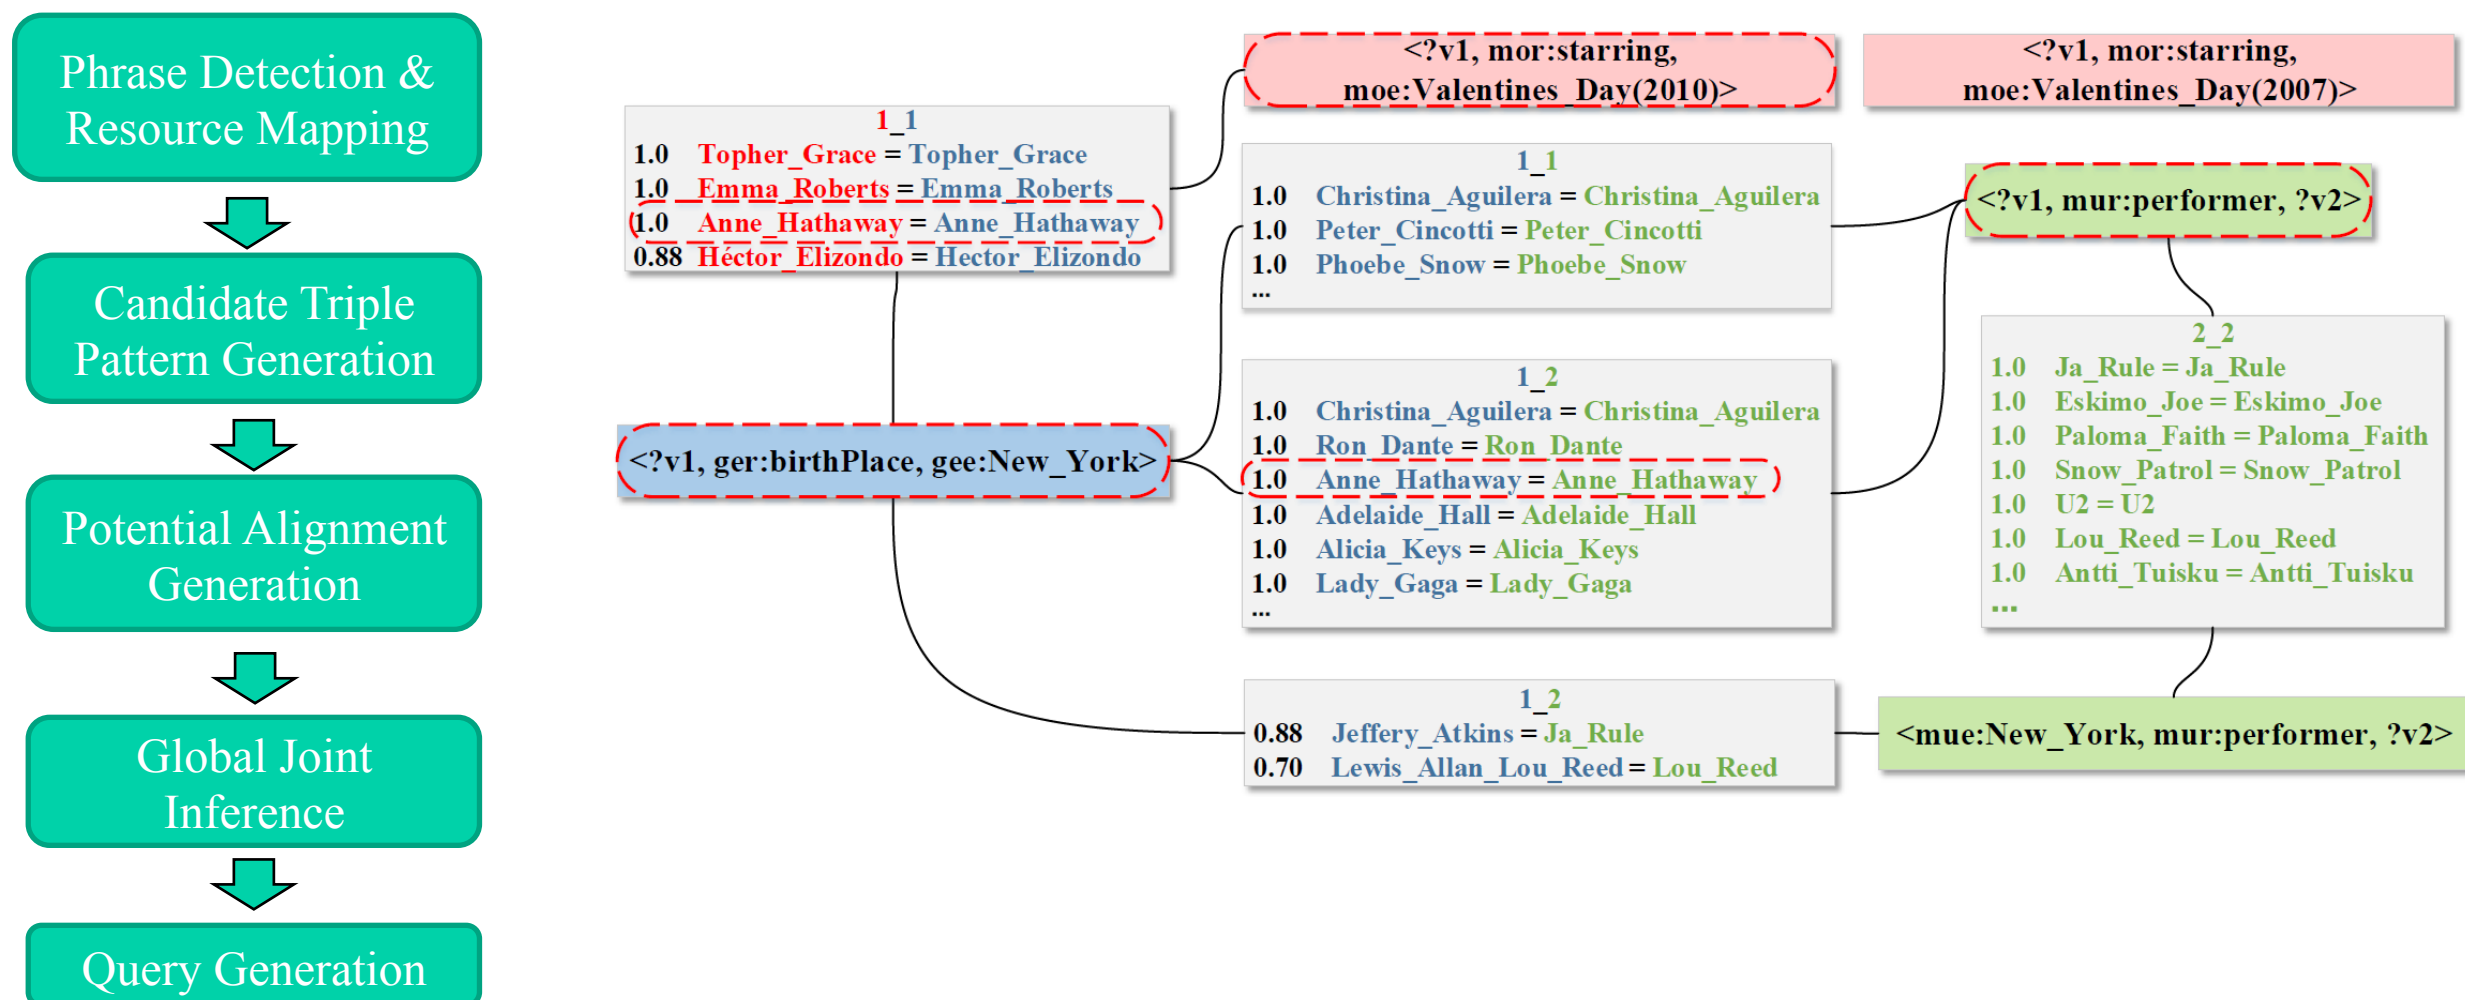 Phrase Detection &
Resource Mapping
Candidate Triple
Pattern Generation
Potential Alignment
Generation
Global Joint
Inference
Query Generation
<?v1, mor:starring,
moe:Valentines_Day(2010)>
<?v1, mor:starring,
moe:Valentines_Day(2007)>
1_1
1.0 Topher_Grace = Topher_Grace
1.0 Emma_Roberts = Emma_Roberts
1.0 Anne_Hathaway = Anne_Hathaway
0.88 Héctor_Elizondo = Hector_Elizondo
1_1
1.0 Christina_Aguilera = Christina_Aguilera
1.0 Peter_Cincotti = Peter_Cincotti
1.0 Phoebe_Snow = Phoebe_Snow
...
<?v1, mur:performer, ?v2>
<?v1, ger:birthPlace, gee:New_York>
1_2
1.0 Christina_Aguilera = Christina_Aguilera
1.0 Ron_Dante = Ron_Dante
1.0 Anne_Hathaway = Anne_Hathaway
1.0 Adelaide_Hall = Adelaide_Hall
1.0 Alicia_Keys = Alicia_Keys
1.0 Lady_Gaga = Lady_Gaga
...
2_2
1.0 Ja_Rule = Ja_Rule
1.0 Eskimo_Joe = Eskimo_Joe
1.0 Paloma_Faith = Paloma_Faith
1.0 Snow_Patrol = Snow_Patrol
1.0 U2 = U2
1.0 Lou_Reed = Lou_Reed
1.0 Antti_Tuisku = Antti_Tuisku
...
1_2
0.88 Jeffery_Atkins = Ja_Rule
0.70 Lewis_Allan_Lou_Reed = Lou_Reed
<mue:New_York, mur:performer, ?v2>